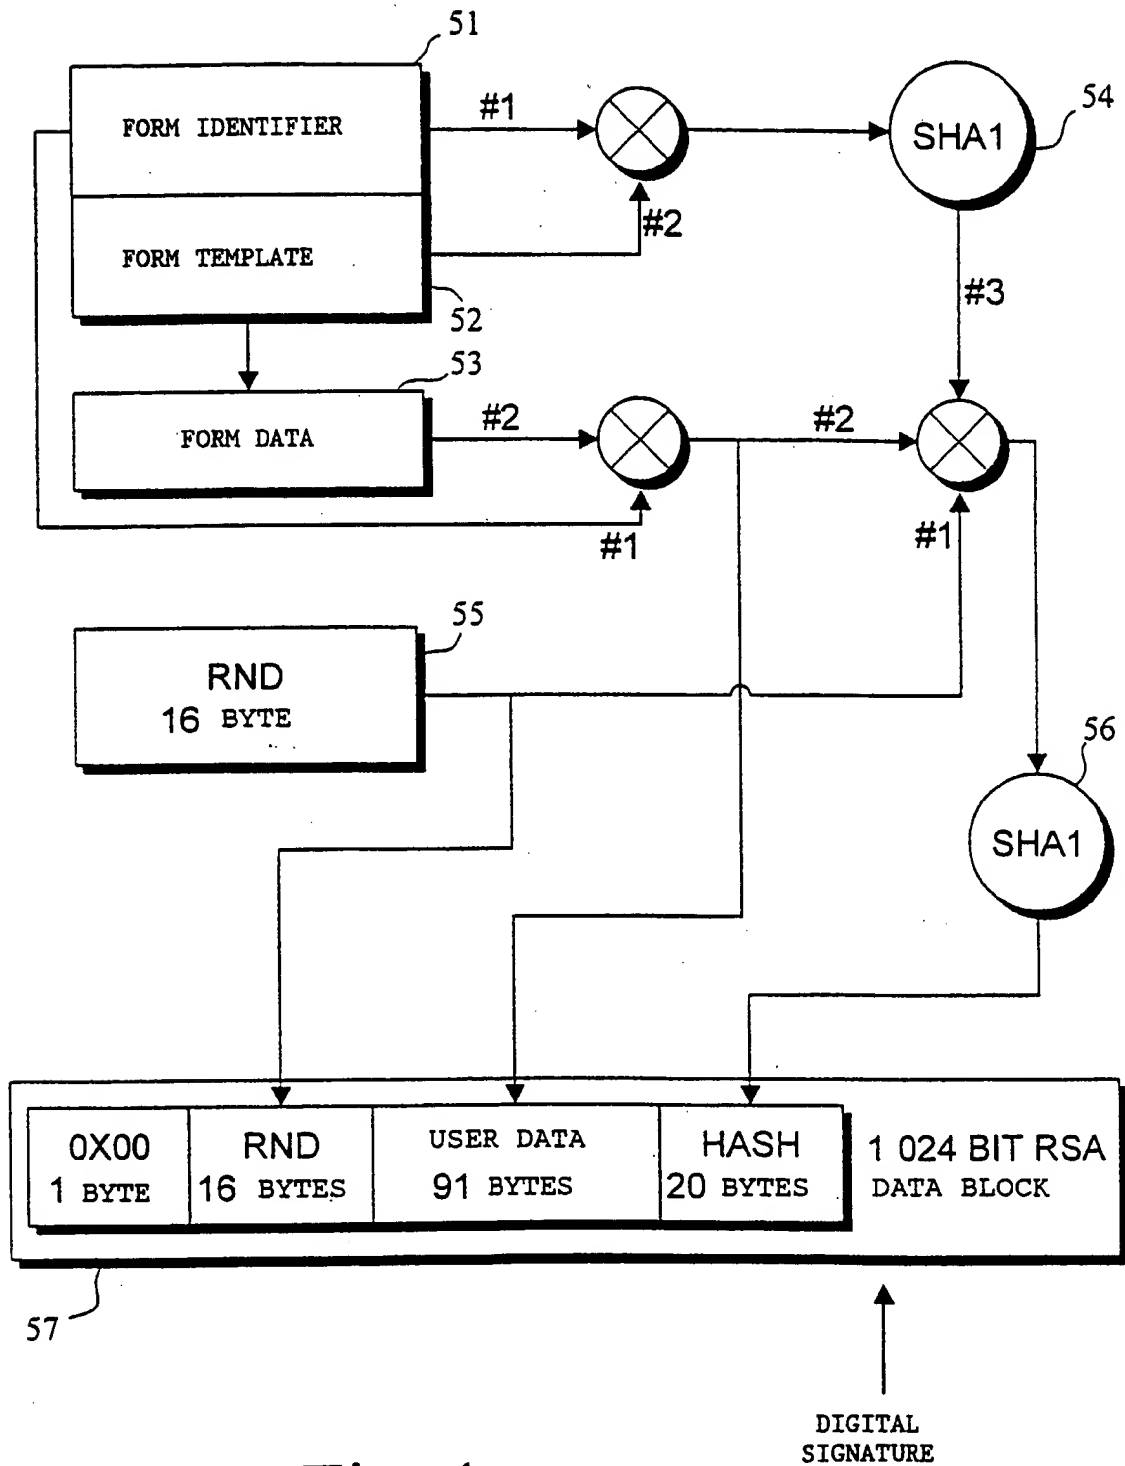 51
FORM IDENTIFIER
#1
SHA1
54
FORM TEMPLATE
#2
52
#3
53
FORM DATA
#2
#2
#1
#1
55
RND
16 BYTE
56
SHA1
0X00
1 BYTE
RND
16 BYTES
USER DATA
91 BYTES
HASH
20 BYTES
1 024 BIT RSA
DATA BLOCK
57
DIGITAL
SIGNATURE